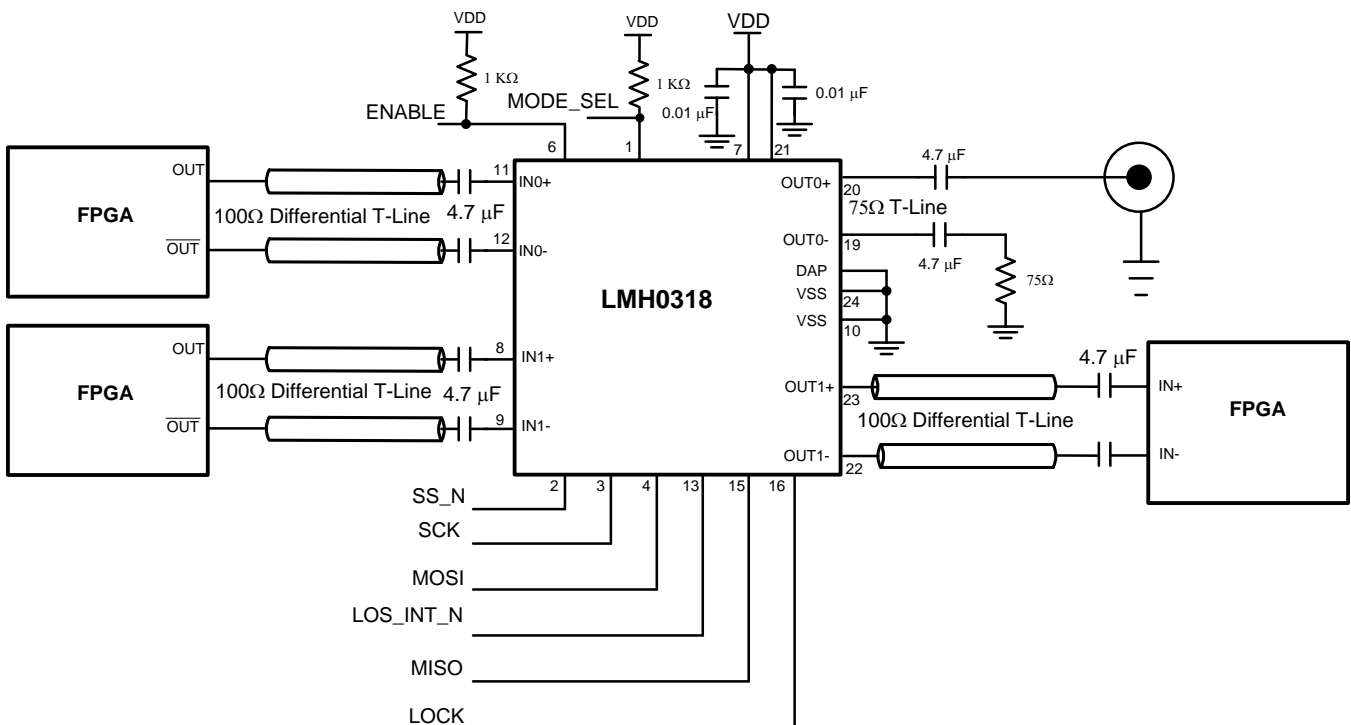 VDD
VDD
VDD
1 KΩ
1 KΩ
0.01 µF
0.01 µF
MODE_SEL
ENABLE
6
1
7
21
4.7 µF
OUT
11
IN0+
OUT0+
20
FPGA
100Ω Differential T-Line
4.7 µF
75Ω T-Line
OUT
12
IN0-
OUT0-
19
4.7 µF
75Ω
DAP
LMH0318
VSS
24
VSS
10
OUT
8
IN1+
4.7 µF
OUT1+
23
IN+
FPGA
100Ω Differential T-Line
4.7 µF
100Ω Differential T-Line
FPGA
OUT
9
IN1-
OUT1-
22
IN-
2
3
4
13
15
16
SS_N
SCK
MOSI
LOS_INT_N
MISO
LOCK